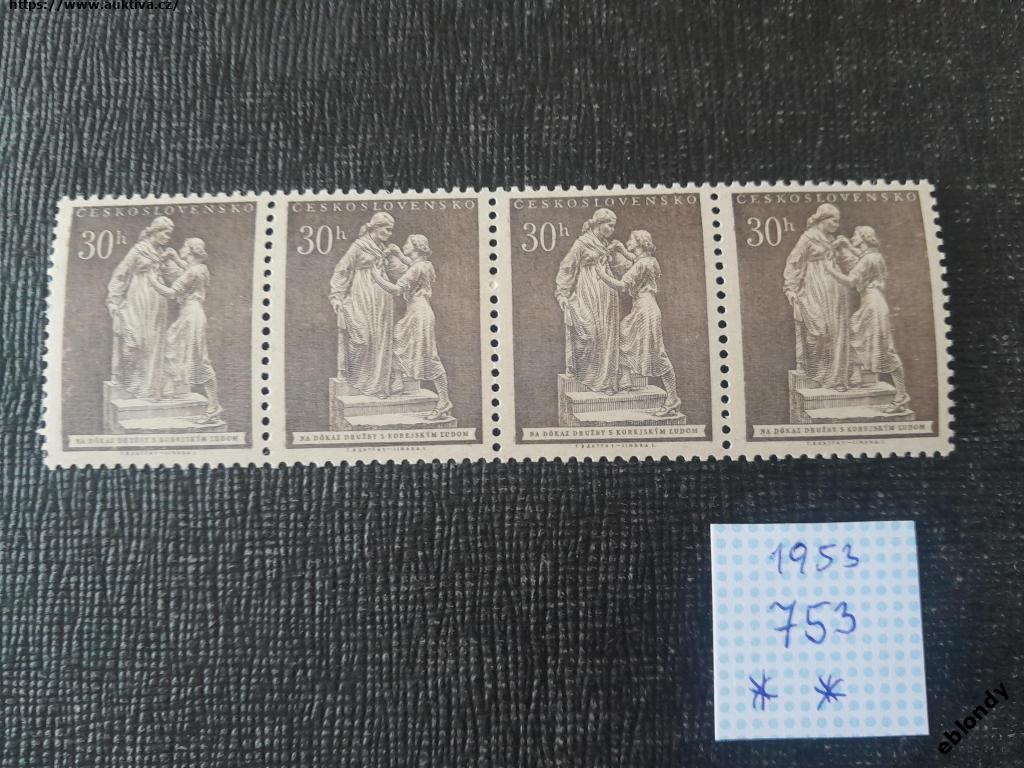 https://www.auktiva.cz/
ČESKOSLOVENSKO
30h
NA DÔKAZ DRUŽBY S KOREJSKÝM ĽUDOM
ČESKOSLOVENSKO
30h
NA DÔKAZ DRUŽBY S KOREJSKÝM ĽUDOM
ČESKOSLOVENSKO
30h
NA DÔKAZ DRUŽBY S KOREJSKÝM ĽUDOM
ČESKOSLOVENSKO
30h
NA DÔKAZ DRUŽBY S KOREJSKÝM ĽUDOM
1953
753
* *
eblondy